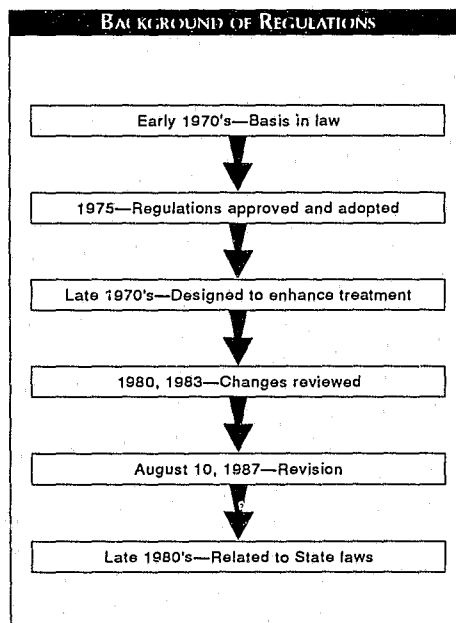 BACKGROUND OF REGULATIONS
Early 1970's—Basis in law
1975—Regulations approved and adopted
Late 1970's—Designed to enhance treatment
1980, 1983—Changes reviewed
August 10, 1987—Revision
Late 1980's—Related to State laws